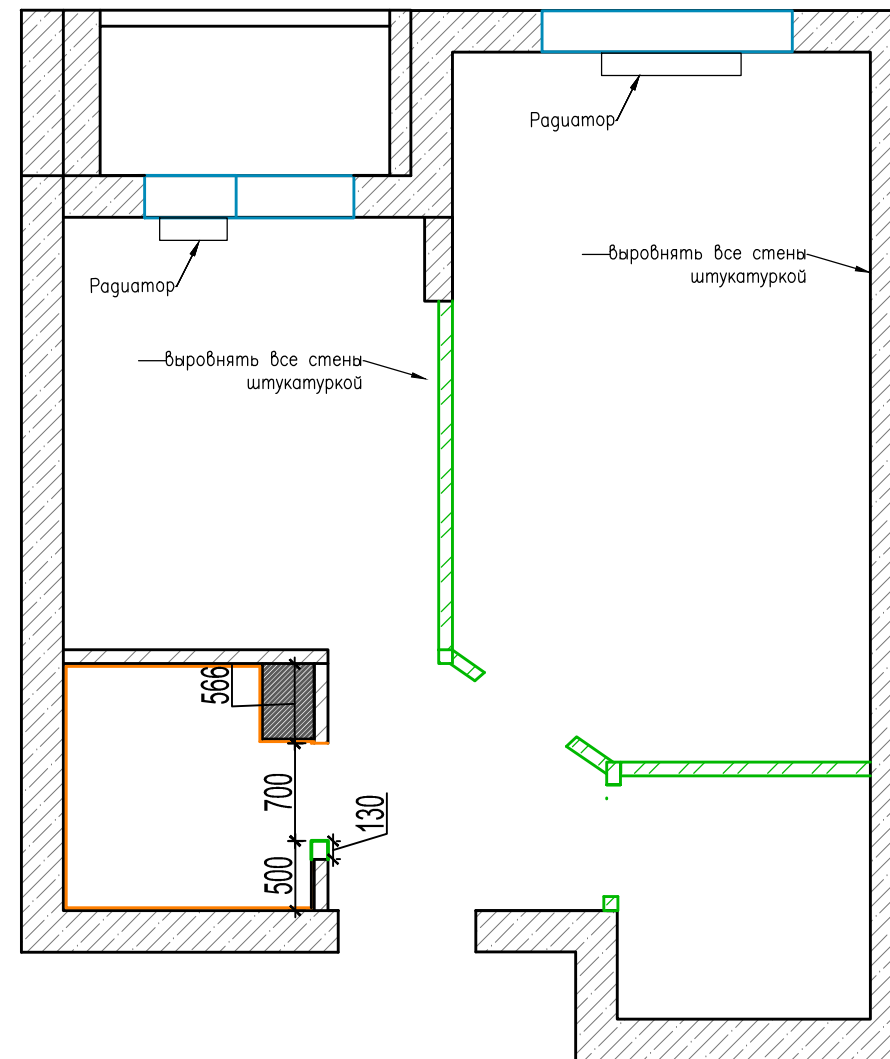 Радиатор
выровнять все стены
штукатуркой
Радиатор
выровнять все стены
штукатуркой
566
700
130
500